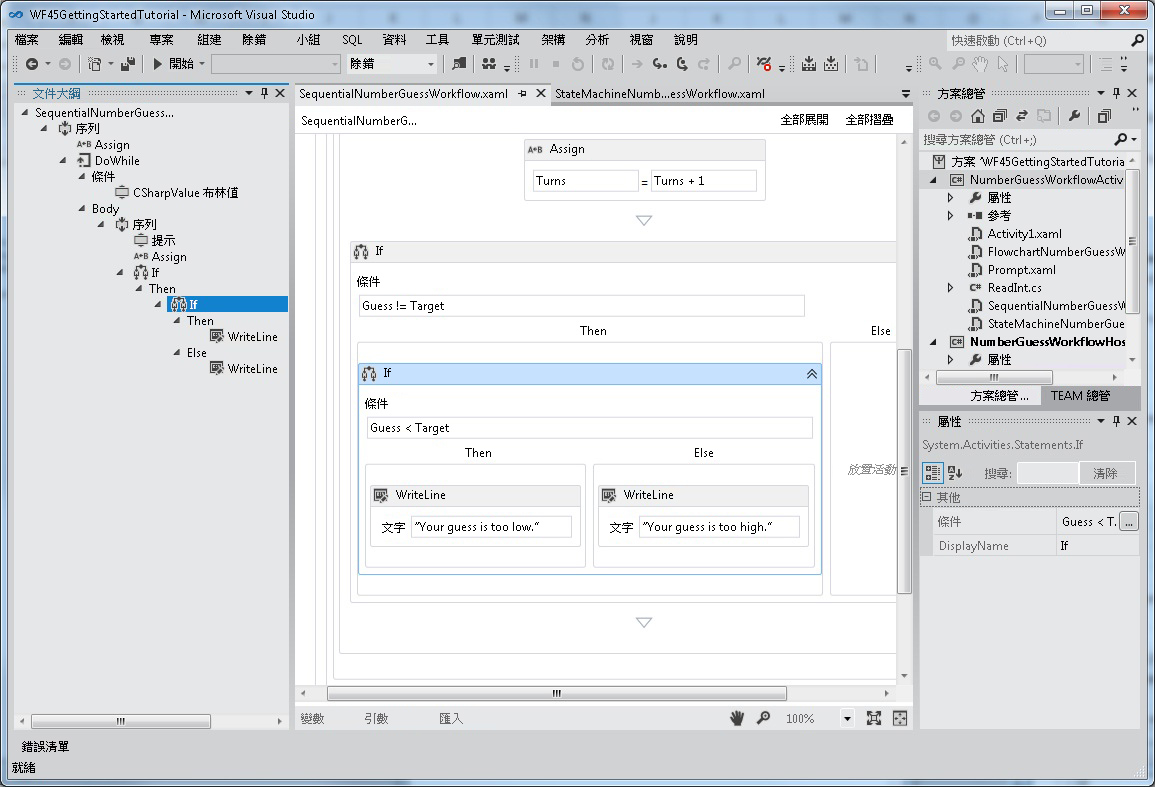 WF45GettingStartedTutorial - Microsoft Visual Studio
檔案 編輯 檢視 專案 組建 除錯 小組 SQL 資料 工具 單元測試 架構 分析 視窗 說明
快速啟動 (Ctrl+Q)
開始 除錯
文件大綱
SequentialNumberGuess...
序列
A+B Assign
DoWhile
條件
CSharpValue 布林值
Body
序列
提示
A+B Assign
If
Then
If
Then
WriteLine
Else
WriteLine
SequentialNumberGuessWorkflow.xaml
StateMachineNumb...essWorkflow.xaml
SequentialNumberG...
全部展開 全部摺疊
A+B Assign
Turns = Turns + 1
If
條件
Guess != Target
Then Else
If
條件
Guess < Target
Then Else
放置活動
WriteLine WriteLine
文字 "Your guess is too low."
文字 "Your guess is too high."
變數 引數 匯入
100%
方案總管
搜尋方案總管 (Ctrl+;)
方案 'WF45GettingStartedTutoria
C# NumberGuessWorkflowActiv
屬性
參考
Activity1.xaml
FlowchartNumberGuessW
Prompt.xaml
C# ReadInt.cs
SequentialNumberGuessW
StateMachineNumberGue
C# NumberGuessWorkflowHos
屬性
方案總管... TEAM 總管
屬性
System.Activities.Statements.If
搜尋: 清除
其他
條件 Guess < T. ...
DisplayName If
錯誤清單
就緒